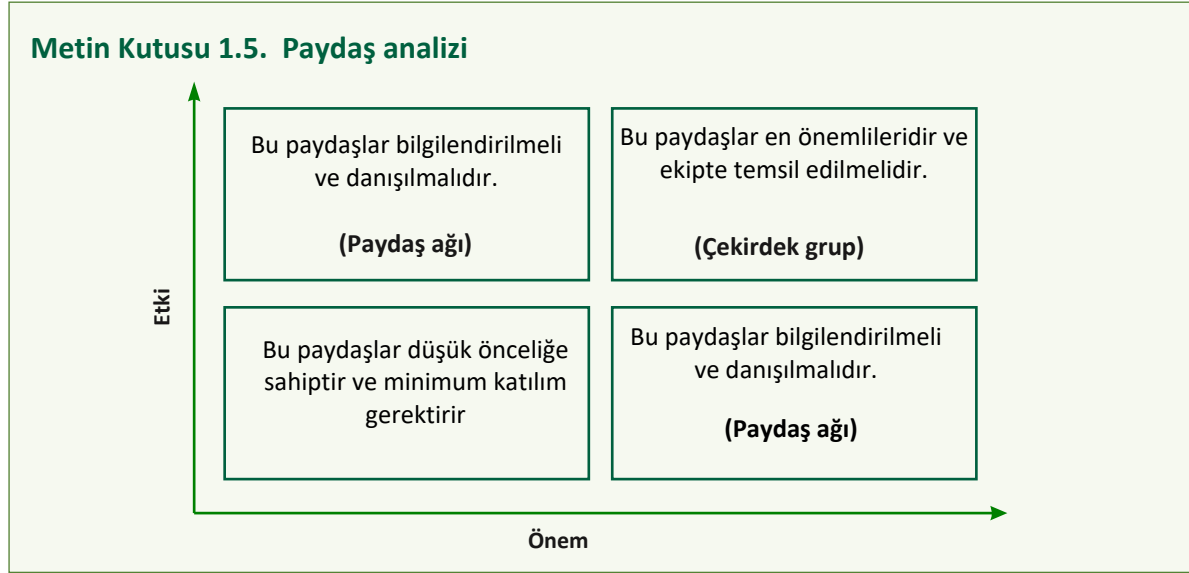 Metin Kutusu 1.5. Paydaş analizi
Bu paydaşlar bilgilendirilmeli
ve danışılmalıdır.
(Paydaş ağı)
Bu paydaşlar en önemlileridir ve
ekipte temsil edilmelidir.
(Çekirdek grup)
Etki
Bu paydaşlar düşük önceliğe
sahiptir ve minimum katılım
gerektirir
Bu paydaşlar bilgilendirilmeli
ve danışılmalıdır.
(Paydaş ağı)
Önem